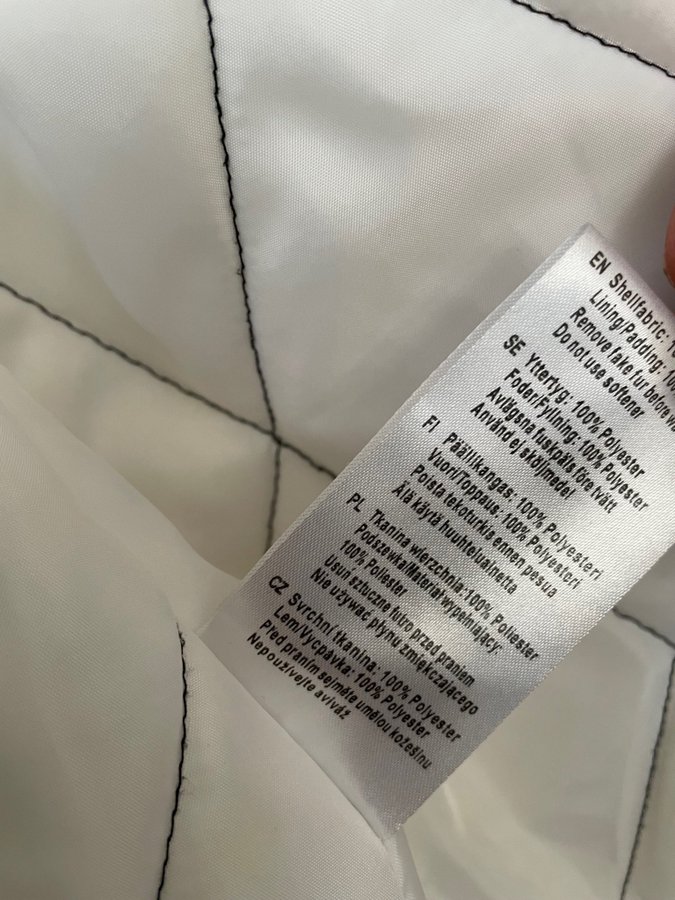 EN Shellfabric:
Lining/Padding:
Remove fake fur before
Do not use softener
SE Yttertyg: 100% Polyester
Foder/Fyllning: 100% Polyester
Avlägsna fuskpäls före tvätt
Använd ej sköljmedel
FI Päällikangas: 100% Polyesteri
Vuori/Toppaus: 100% Polyesteri
Poista tekoturkis ennen pesua
Älä käytä huuhteluainetta
PL Tkanina wierzchnia:100% Poliester
Podszewka/Materiał wypełniający:
100% Poliester
Usuń sztuczne futro przed praniem
Nie używać płynu zmiękczającego
CZ Svrchní tkanina: 100% Polyester
Lem/Vycpávka: 100% Polyester
Před praním sejměte umělou kožešinu
Nepoužívejte aviváž